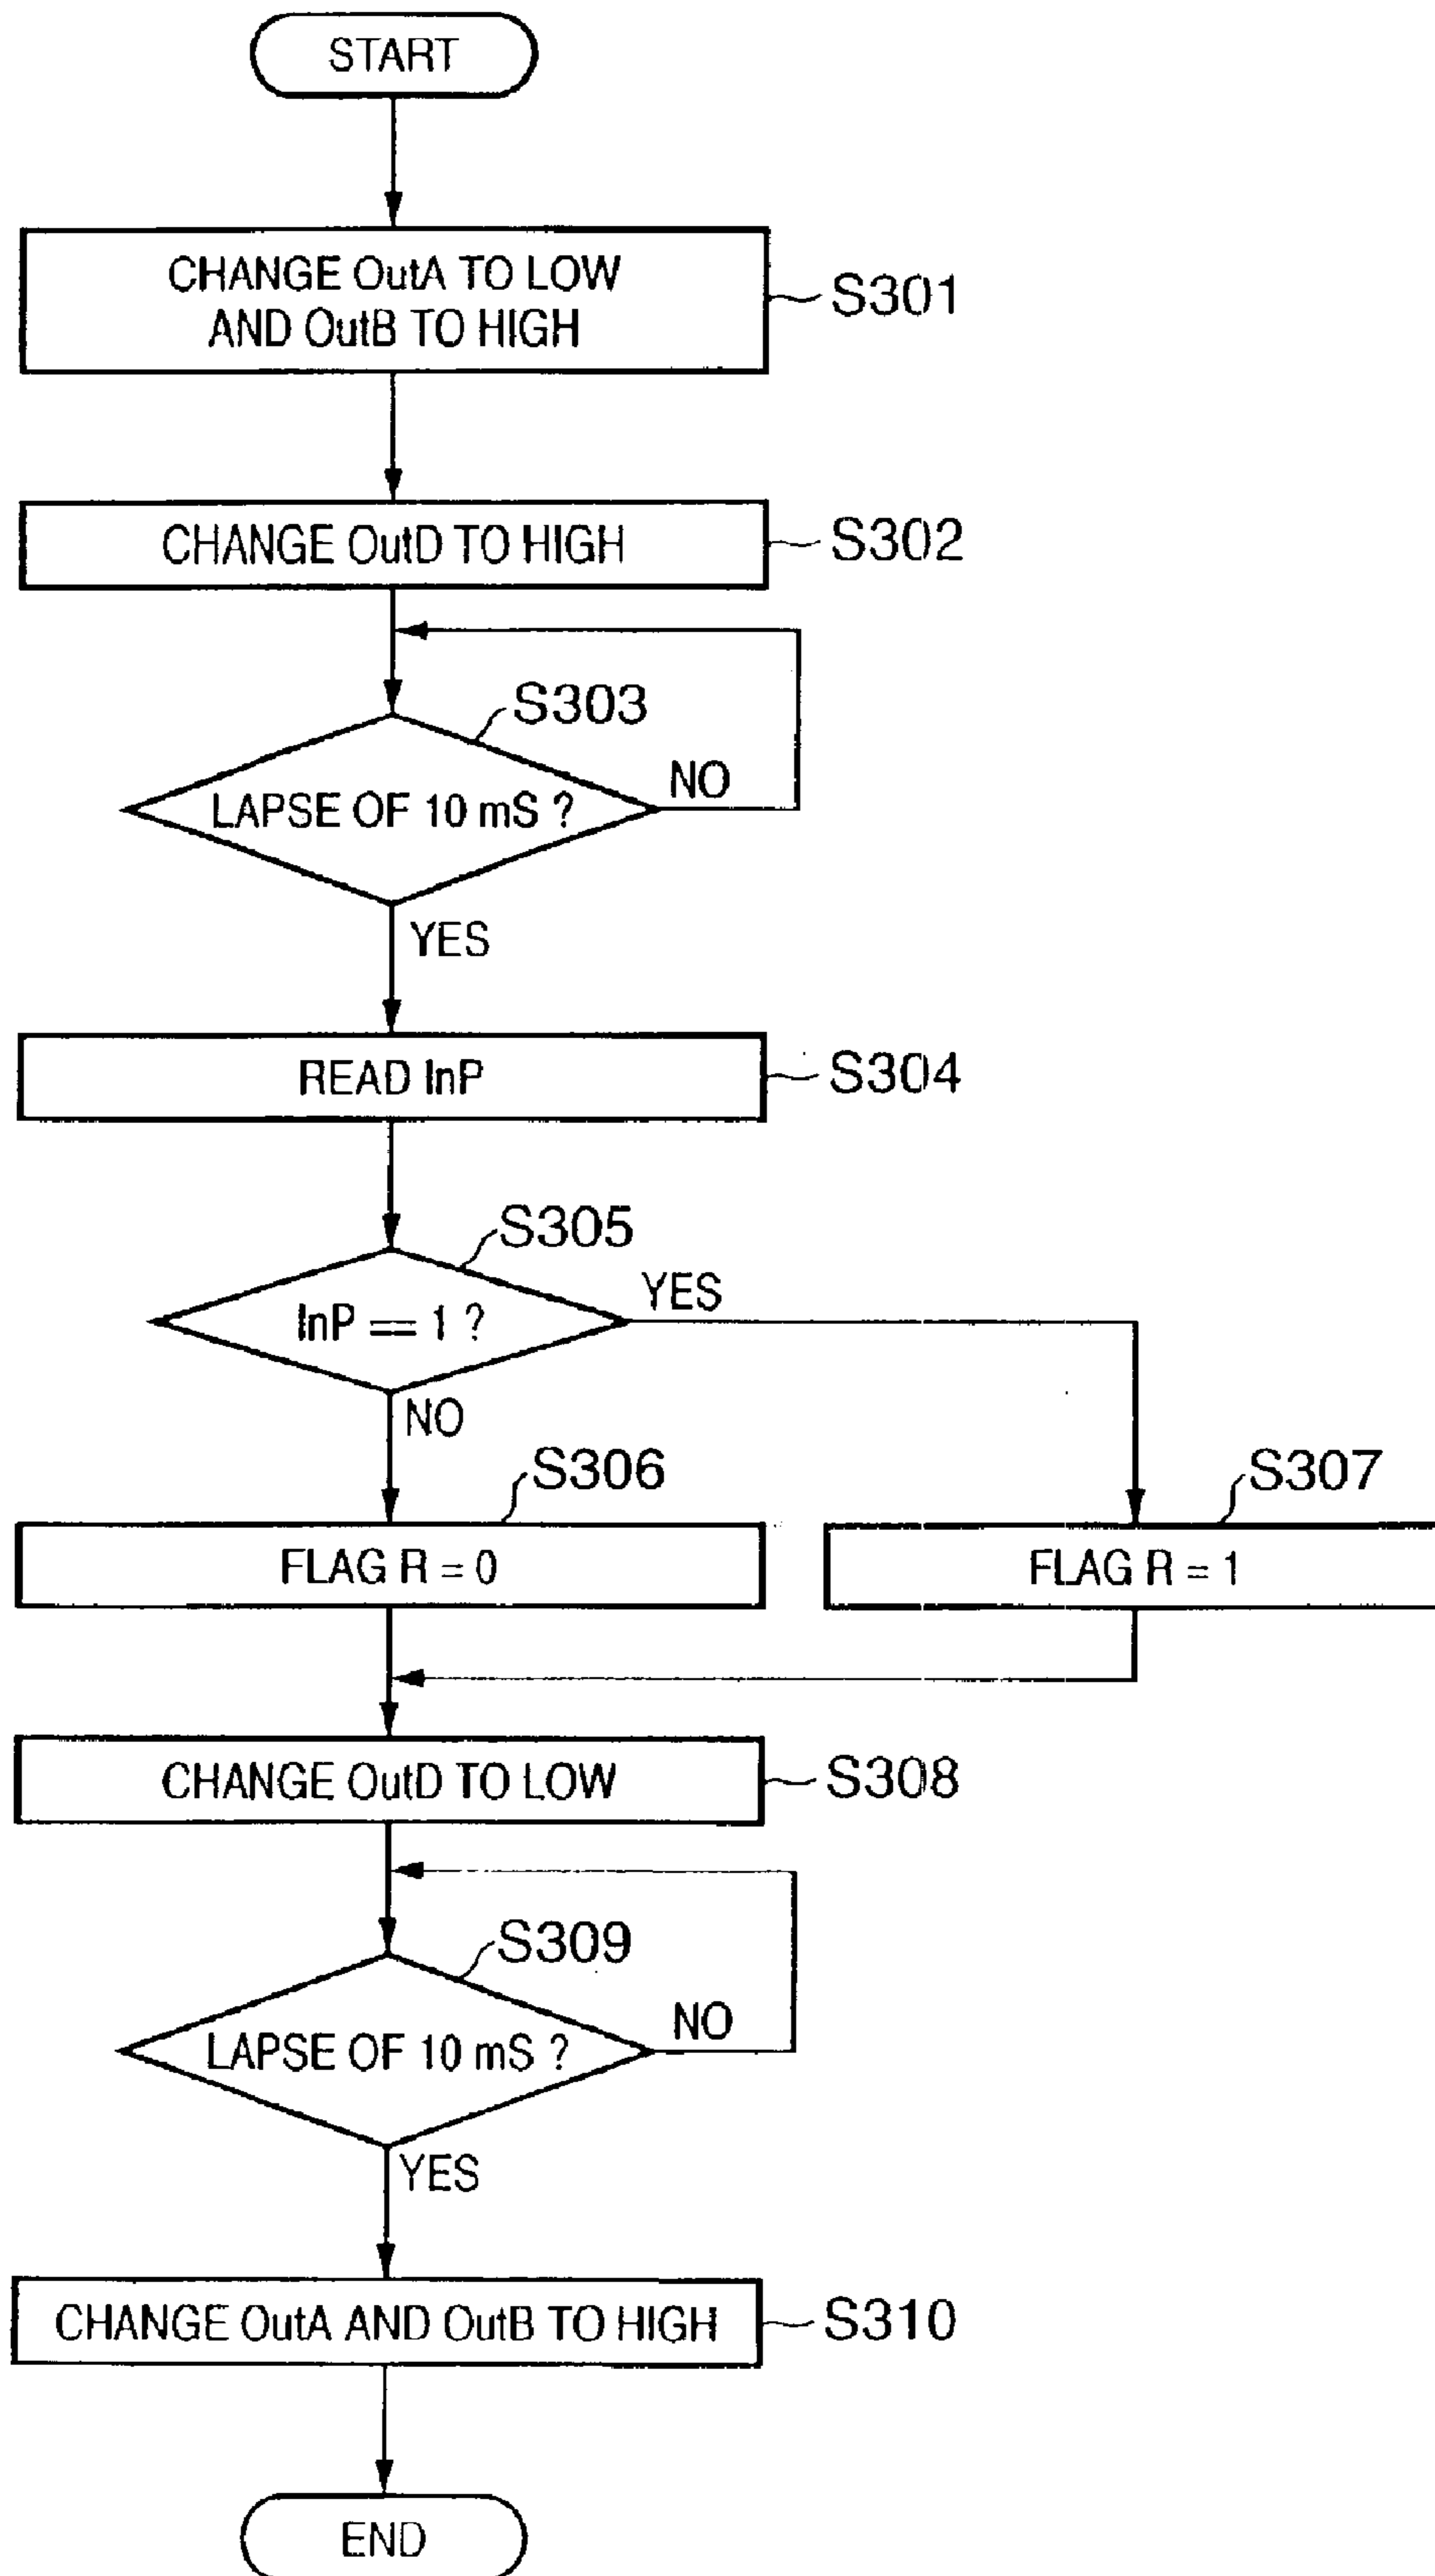 START
CHANGE OutA TO LOW
AND OutB TO HIGH
S301
CHANGE OutD TO HIGH
S302
S303
LAPSE OF 10 mS ?
NO
YES
READ InP
S304
S305
InP == 1 ?
YES
NO
S306
S307
FLAG R = 0
FLAG R = 1
CHANGE OutD TO LOW
S308
S309
LAPSE OF 10 mS ?
NO
YES
CHANGE OutA AND OutB TO HIGH
S310
END